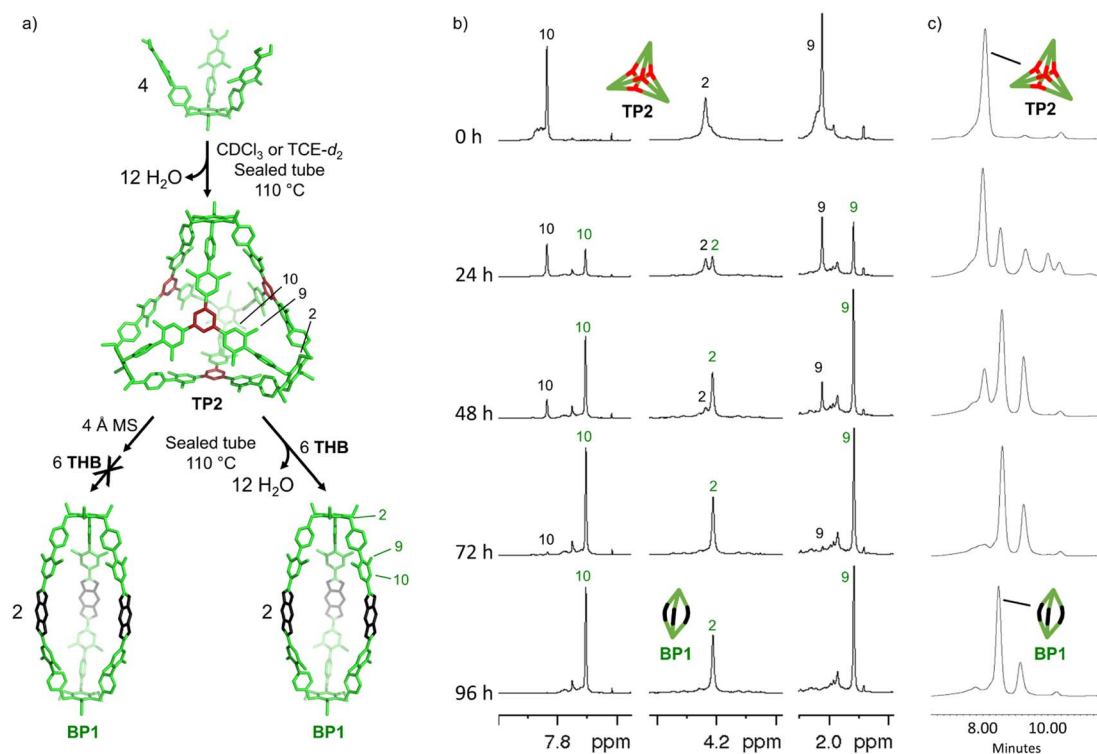 a)
4
CDCl3 or TCE-d2
Sealed tube
110 °C
12 H2O
10
9
2
TP2
4 Å MS
6 THB
Sealed tube
110 °C
6 THB
12 H2O
2
BP1
2
9
10
2
BP1
b)
10
TP2
2
9
0 h
10
10
2
2
9
9
24 h
10
10
2
2
9
9
48 h
10
10
2
9
9
72 h
10
BP1
2
9
96 h
7.8 ppm
4.2 ppm
2.0 ppm
c)
TP2
BP1
8.00 10.00
Minutes